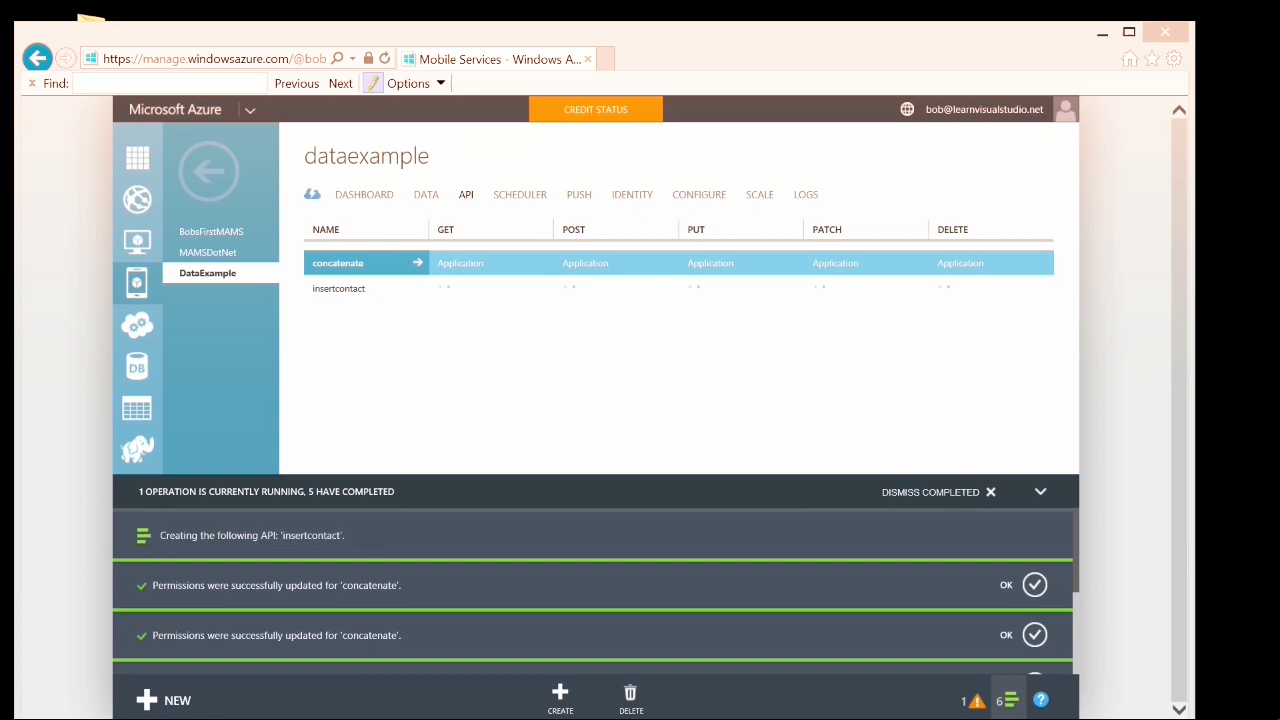 https://manage.windowsazure.com/@bob
Mobile Services - Windows A...
Find:
Previous
Next
Options
Microsoft Azure
CREDIT STATUS
bob@learnvisualstudio.net
dataexample
DASHBOARD DATA API SCHEDULER PUSH IDENTITY CONFIGURE SCALE LOGS
BobsFirstMAMS
MAMSDotNet
DataExample
NAME GET POST PUT PATCH DELETE
concatenate Application Application Application Application Application
insertcontact
DB
1 OPERATION IS CURRENTLY RUNNING, 5 HAVE COMPLETED
DISMISS COMPLETED
Creating the following API: 'insertcontact'.
Permissions were successfully updated for 'concatenate'.
OK
Permissions were successfully updated for 'concatenate'.
OK
NEW
CREATE
DELETE
1
6
?